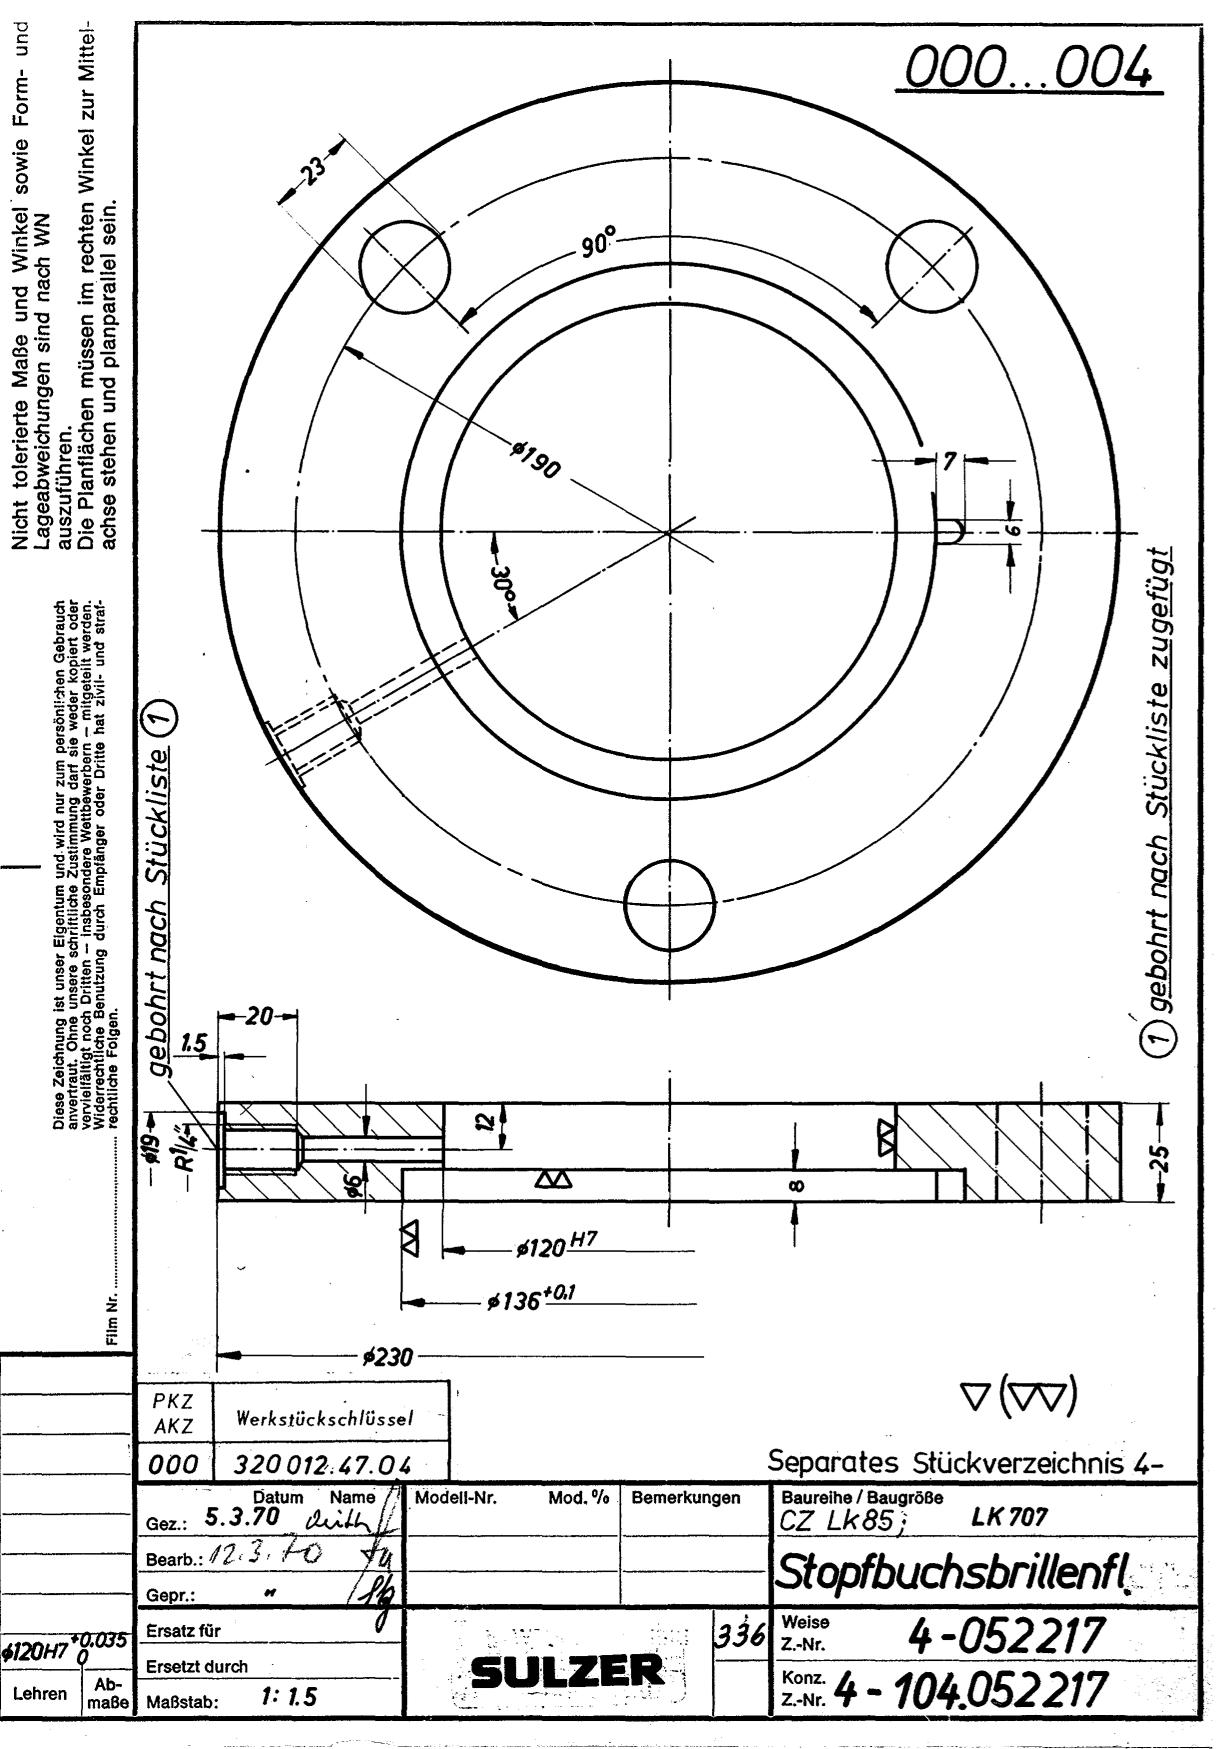 000...004
Nicht tolerierte Maße und Winkel sowie Form- und
Lageabweichungen sind nach WN
auszuführen.
Die Planflächen müssen im rechten Winkel zur Mittel-
achse stehen und planparallel sein.
23
90°
ø190
7
6
30°
Diese Zeichnung ist unser Eigentum und wird nur zum persönlichen Gebrauch
anvertraut. Ohne unsere schriftliche Zustimmung darf sie weder kopiert oder
vervielfältigt noch Dritten – insbesondere Wettbewerbern – mitgeteilt werden.
Widerrechtliche Benutzung durch Empfänger oder Dritte hat zivil- und straf-
rechtliche Folgen.
Film Nr.
gebohrt nach Stückliste 1
1 gebohrt nach Stückliste zugefügt
20
1.5
ø19
R1/4"
ø6
12
8
25
ø120 H7
ø136 +0,1
ø230
PKZ
AKZ
Werkstückschlüssel
000
320 012.47.04
Separates Stückverzeichnis 4-
Datum Name
Gez.: 5.3.70
Bearb.: 12.3.70
Gepr.: "
Modell-Nr. Mod. % Bemerkungen
Baureihe / Baugröße
CZ Lk85; LK 707
Stopfbuchsbrillenfl.
Ersatz für
Ersetzt durch
Maßstab: 1:1.5
SULZER
336
Weise
Z.-Nr. 4-052217
Konz.
Z.-Nr. 4-104.052217
ø120H7 +0,035
0
Lehren
Ab-
maße